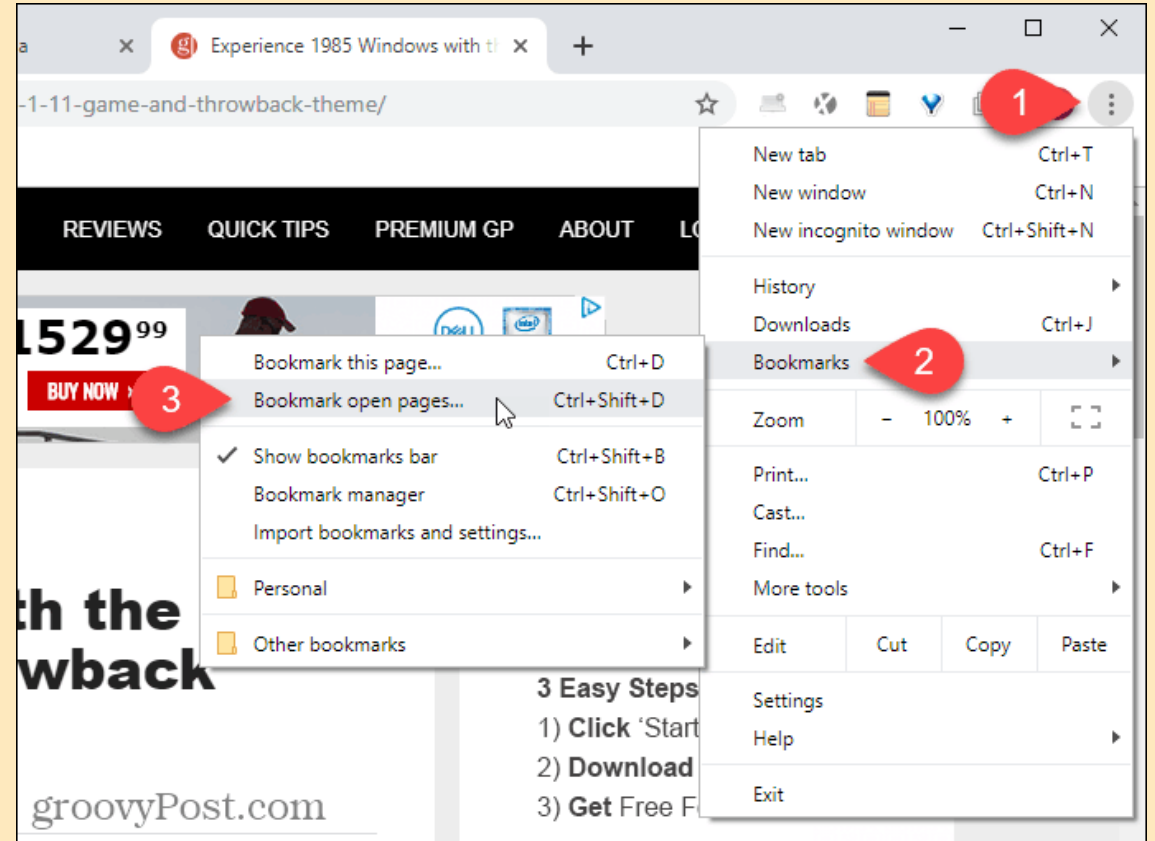 a
Experience 1985 Windows with th
-1-11-game-and-throwback-theme/
1
New tab Ctrl+T
New window Ctrl+N
REVIEWS QUICK TIPS PREMIUM GP ABOUT
New incognito window Ctrl+Shift+N
History
Downloads Ctrl+J
Bookmarks 2
DELL intel
1529⁹⁹
BUY NOW
Bookmark this page... Ctrl+D
3 Bookmark open pages... Ctrl+Shift+D
Show bookmarks bar Ctrl+Shift+B
Bookmark manager Ctrl+Shift+O
Import bookmarks and settings...
Personal
Other bookmarks
Zoom - 100% +
Print... Ctrl+P
Cast...
Find... Ctrl+F
More tools
Edit Cut Copy Paste
Settings
Help
Exit
th the
wback
3 Easy Steps
1) Click ‘Start
2) Download
3) Get Free F
groovyPost.com